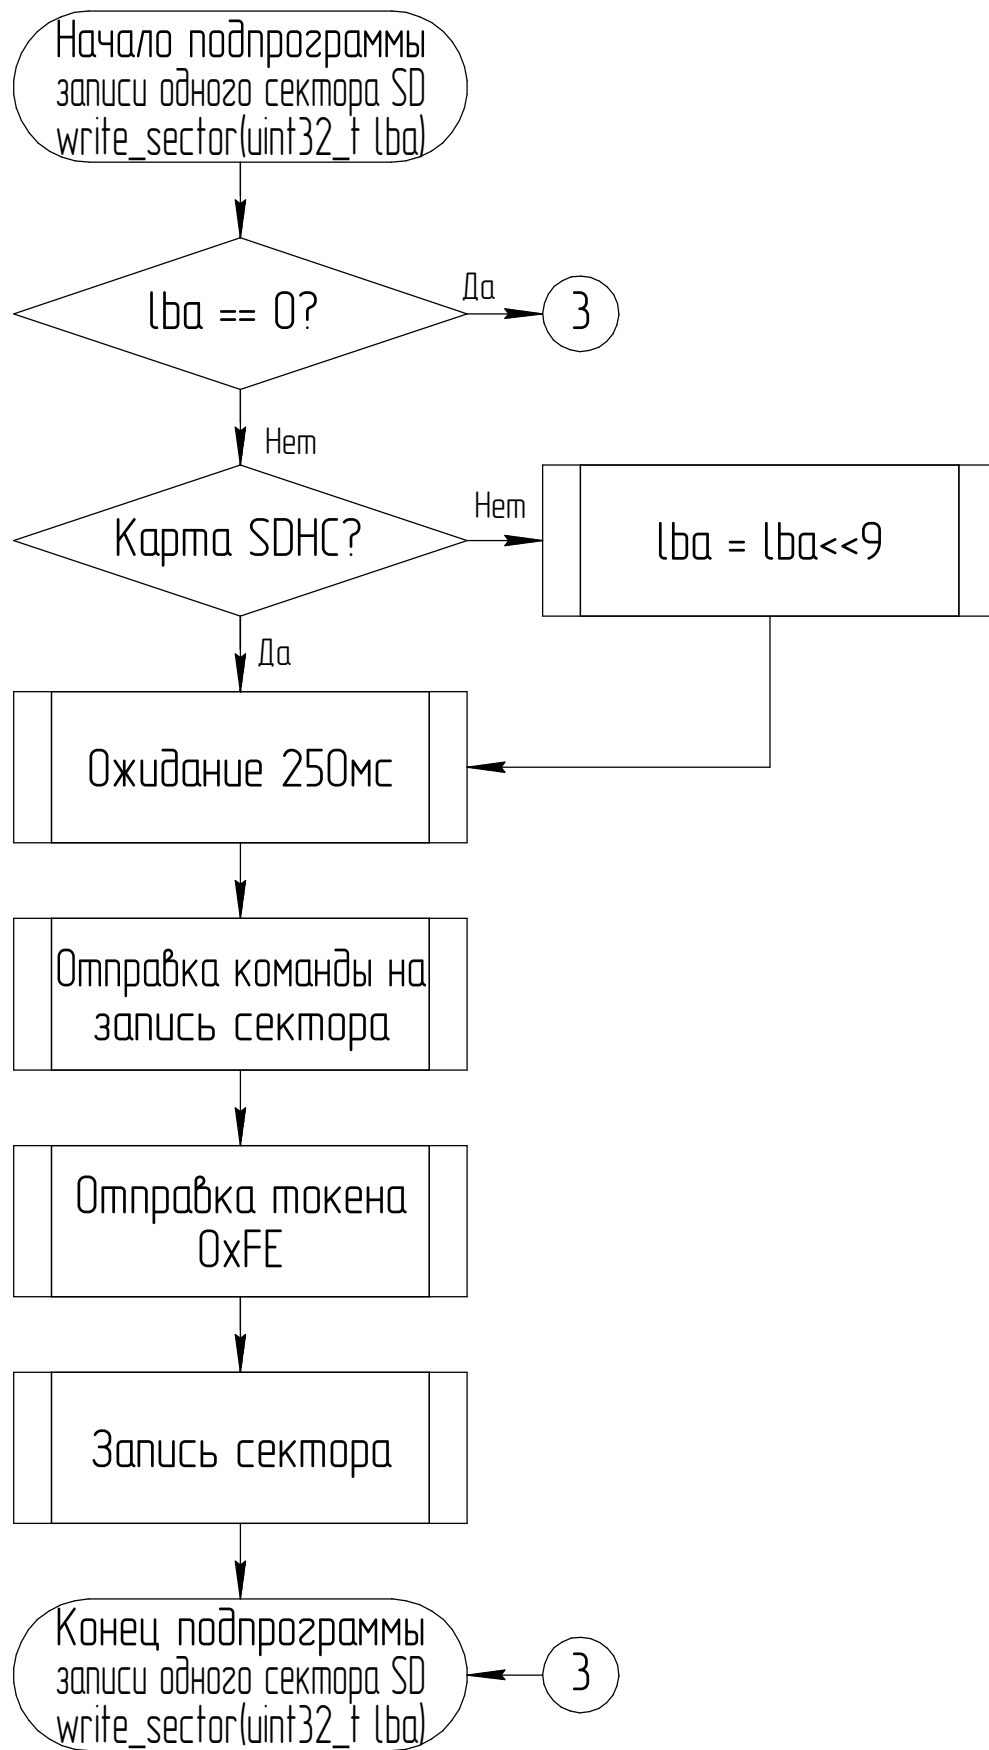 Начало подпрограммы
записи одного сектора SD
write_sector(uint32_t lba)
lba == 0?
Да
3
Нет
Карта SDHC?
Нет
lba = lba<<9
Да
Ожидание 250мс
Отправка команды на
запись сектора
Отправка токена
0xFE
Запись сектора
Конец подпрограммы
записи одного сектора SD
write_sector(uint32_t lba)
3